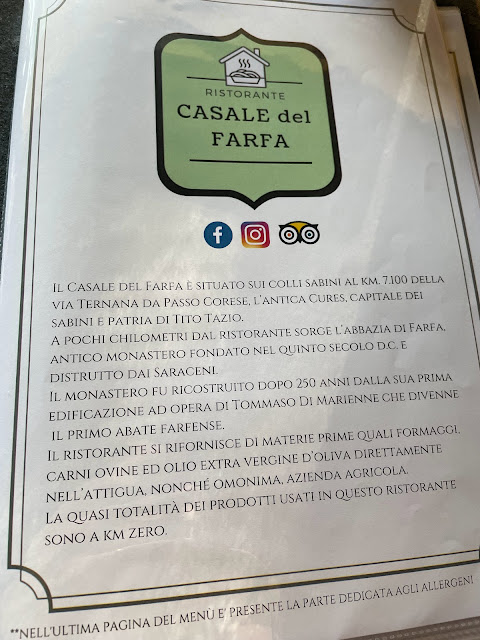 RISTORANTE
CASALE del
FARFA
Il Casale del Farfa è situato sui colli Sabini al km. 7.100 della
via Ternana da Passo Corese, l'antica Cures, capitale dei
Sabini e patria di Tito Tazio.
A pochi chilometri dal ristorante sorge l'Abbazia di Farfa,
antico monastero fondato nel quinto secolo d.C. e
distrutto dai Saraceni.
Il monastero fu ricostruito dopo 250 anni dalla sua prima
edificazione ad opera di Tommaso Di Marienne che divenne
il primo abate farfense.
Il ristorante si rifornisce di materie prime quali formaggi,
carni ovine ed olio extra vergine d'oliva direttamente
nell'attigua, nonché omonima, azienda agricola.
La quasi totalità dei prodotti usati in questo ristorante
sono a km zero.
**NELL'ULTIMA PAGINA DEL MENÙ E' PRESENTE LA PARTE DEDICATA AGLI ALLERGENI